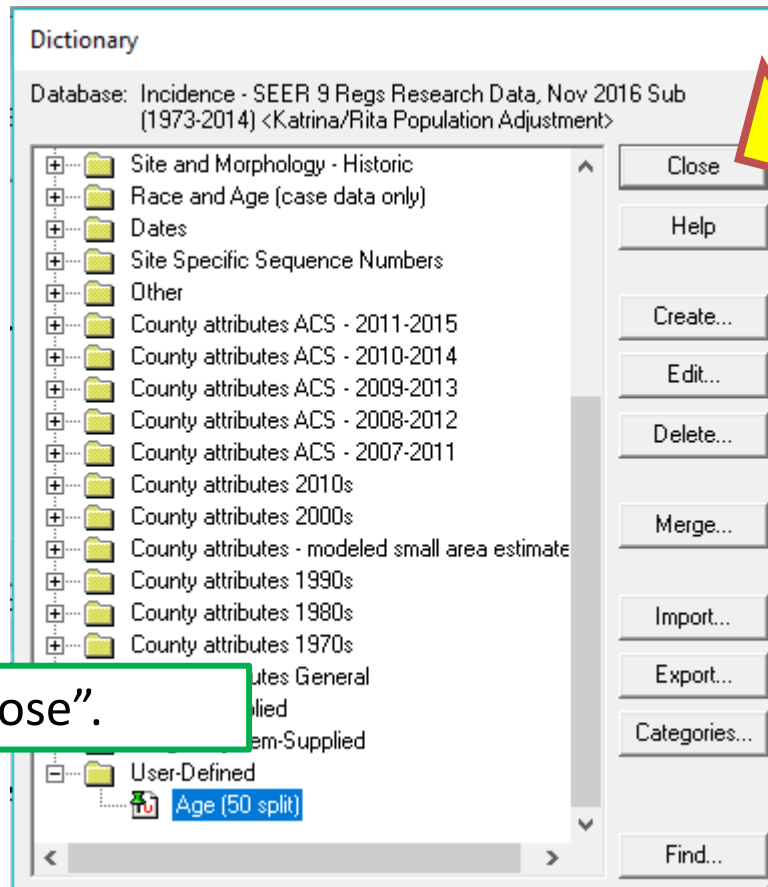 Dictionary
Database: Incidence - SEER 9 Regs Research Data, Nov 2016 Sub
(1973-2014) <Katrina/Rita Population Adjustment>
Site and Morphology - Historic
Race and Age (case data only)
Dates
Site Specific Sequence Numbers
Other
County attributes ACS - 2011-2015
County attributes ACS - 2010-2014
County attributes ACS - 2009-2013
County attributes ACS - 2008-2012
County attributes ACS - 2007-2011
County attributes 2010s
County attributes 2000s
County attributes - modeled small area estimate
County attributes 1990s
County attributes 1980s
County attributes 1970s
utes General
ose”.
plied
em-Supplied
User-Defined
Age (50 split)
Close
Help
Create...
Edit...
Delete...
Merge...
Import...
Export...
Categories...
Find...